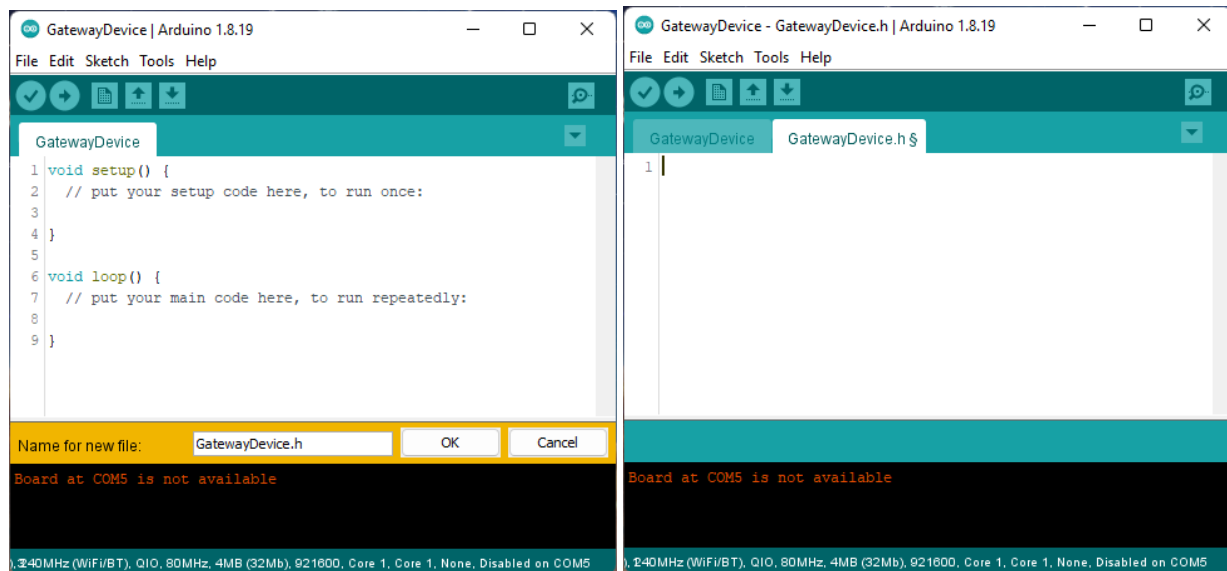 GatewayDevice | Arduino 1.8.19
File Edit Sketch Tools Help
GatewayDevice
1 void setup() {
2 // put your setup code here, to run once:
3
4 }
5
6 void loop() {
7 // put your main code here, to run repeatedly:
8
9 }
Name for new file: GatewayDevice.h OK Cancel
Board at COM5 is not available
240MHz (WiFi/BT), QIO, 80MHz, 4MB (32Mb), 921600, Core 1, Core 1, None, Disabled on COM5
GatewayDevice - GatewayDevice.h | Arduino 1.8.19
File Edit Sketch Tools Help
GatewayDevice GatewayDevice.h §
1
Board at COM5 is not available
240MHz (WiFi/BT), QIO, 80MHz, 4MB (32Mb), 921600, Core 1, Core 1, None, Disabled on COM5